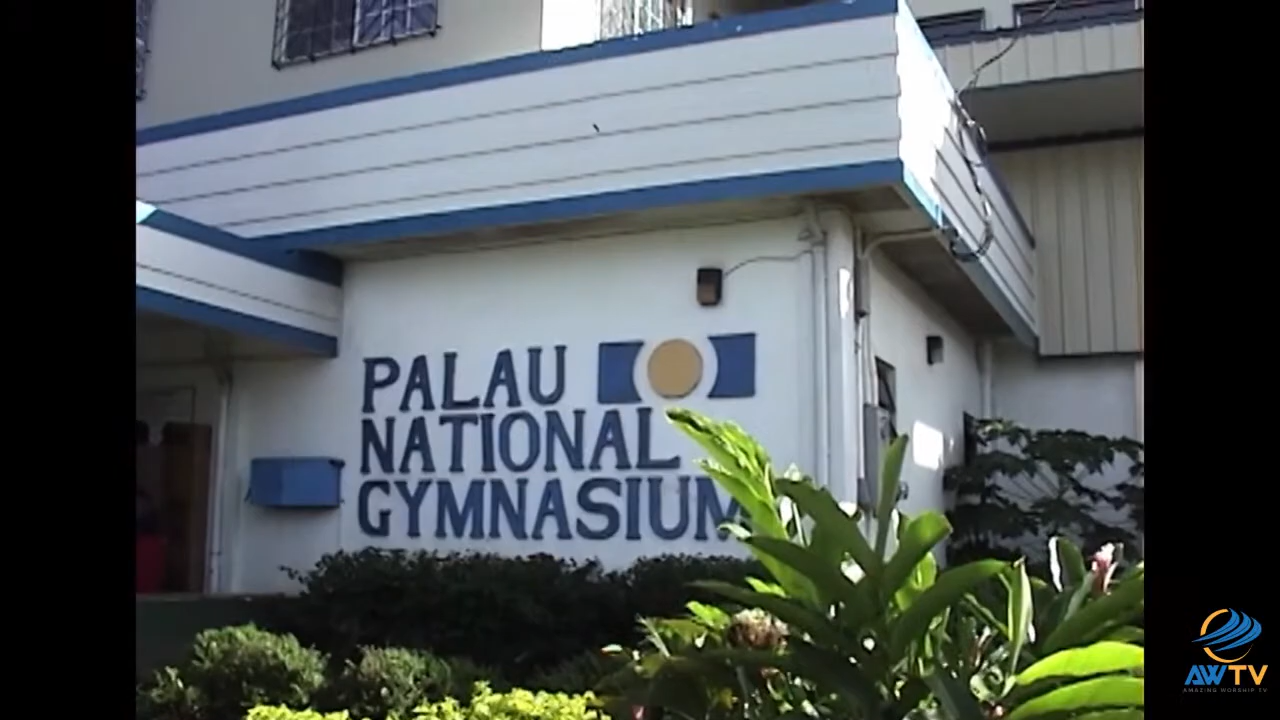 PALAU
NATIONAL
GYMNASIUM
AWTV
AMAZING WORSHIP TV